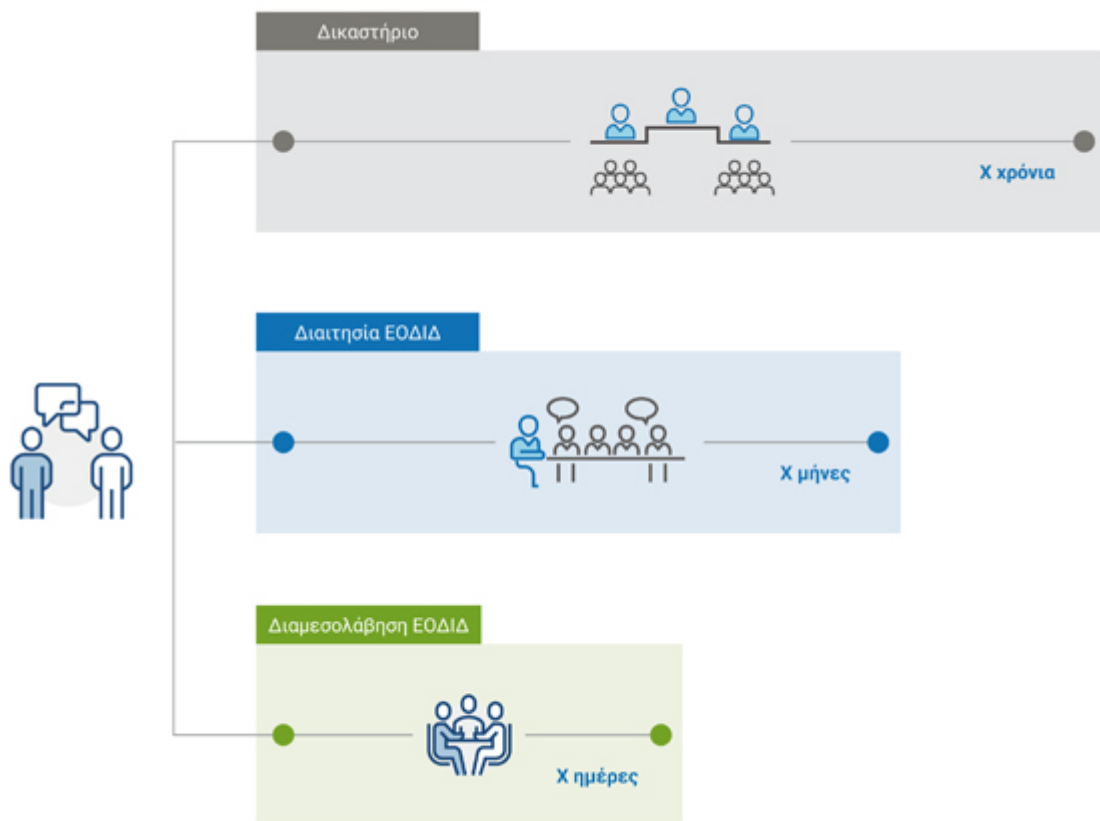 Δικαστήριο
Χ χρόνια
Διαιτησία ΕΟΔΙΔ
Χ μήνες
Διαμεσολάβηση ΕΟΔΙΔ
Χ ημέρες